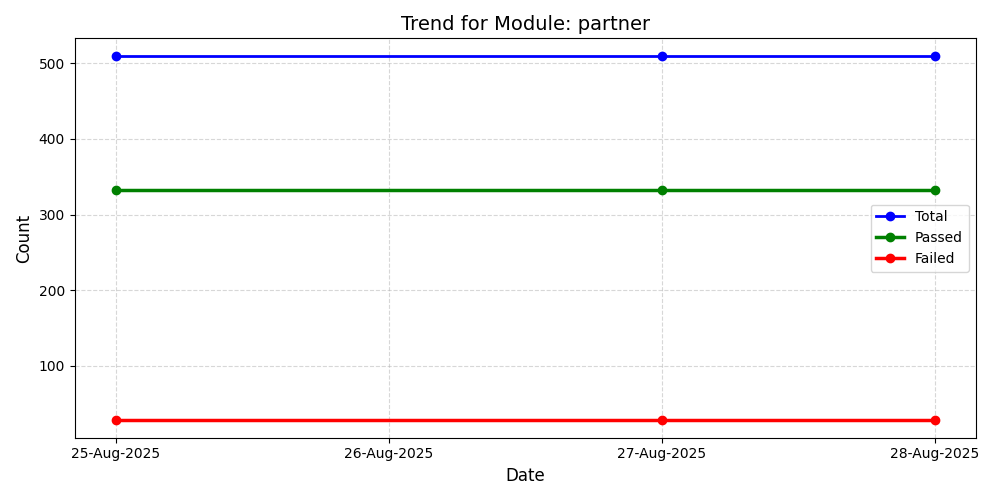 Trend for Module: partner
Count
500
400
300
200
100
Total
Passed
Failed
25-Aug-2025
26-Aug-2025
27-Aug-2025
28-Aug-2025
Date